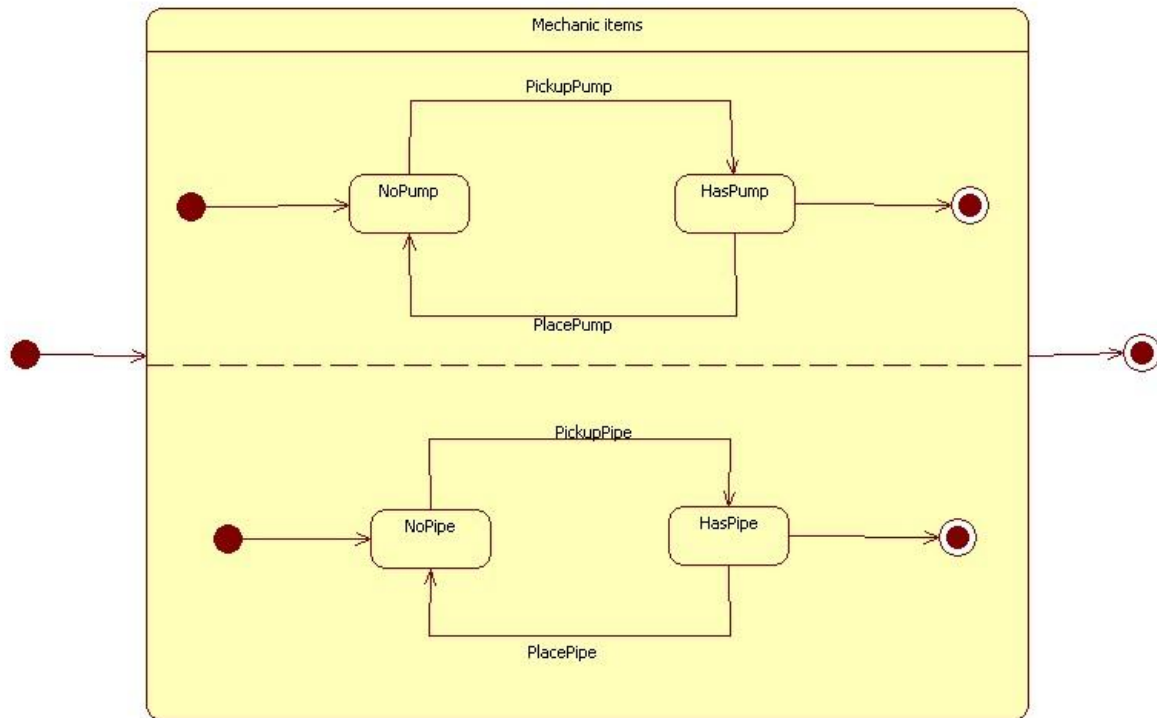 Mechanic items
PickupPump
NoPump
HasPump
PlacePump
PickupPipe
NoPipe
HasPipe
PlacePipe